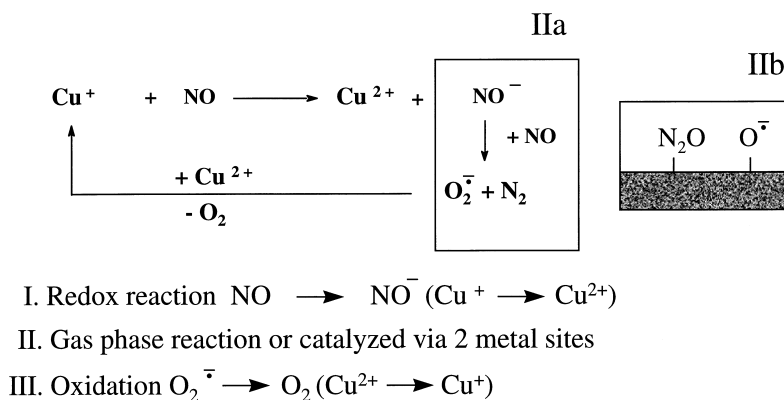 IIa
IIb
Cu⁺ + NO ⟶ Cu²⁺ + NO⁻
+ NO
N₂O O•̄
+ Cu²⁺
O₂•̄ + N₂
- O₂
I. Redox reaction NO ⟶ NO⁻ (Cu⁺ ⟶ Cu²⁺)
II. Gas phase reaction or catalyzed via 2 metal sites
III. Oxidation O₂•̄ ⟶ O₂ (Cu²⁺ ⟶ Cu⁺)